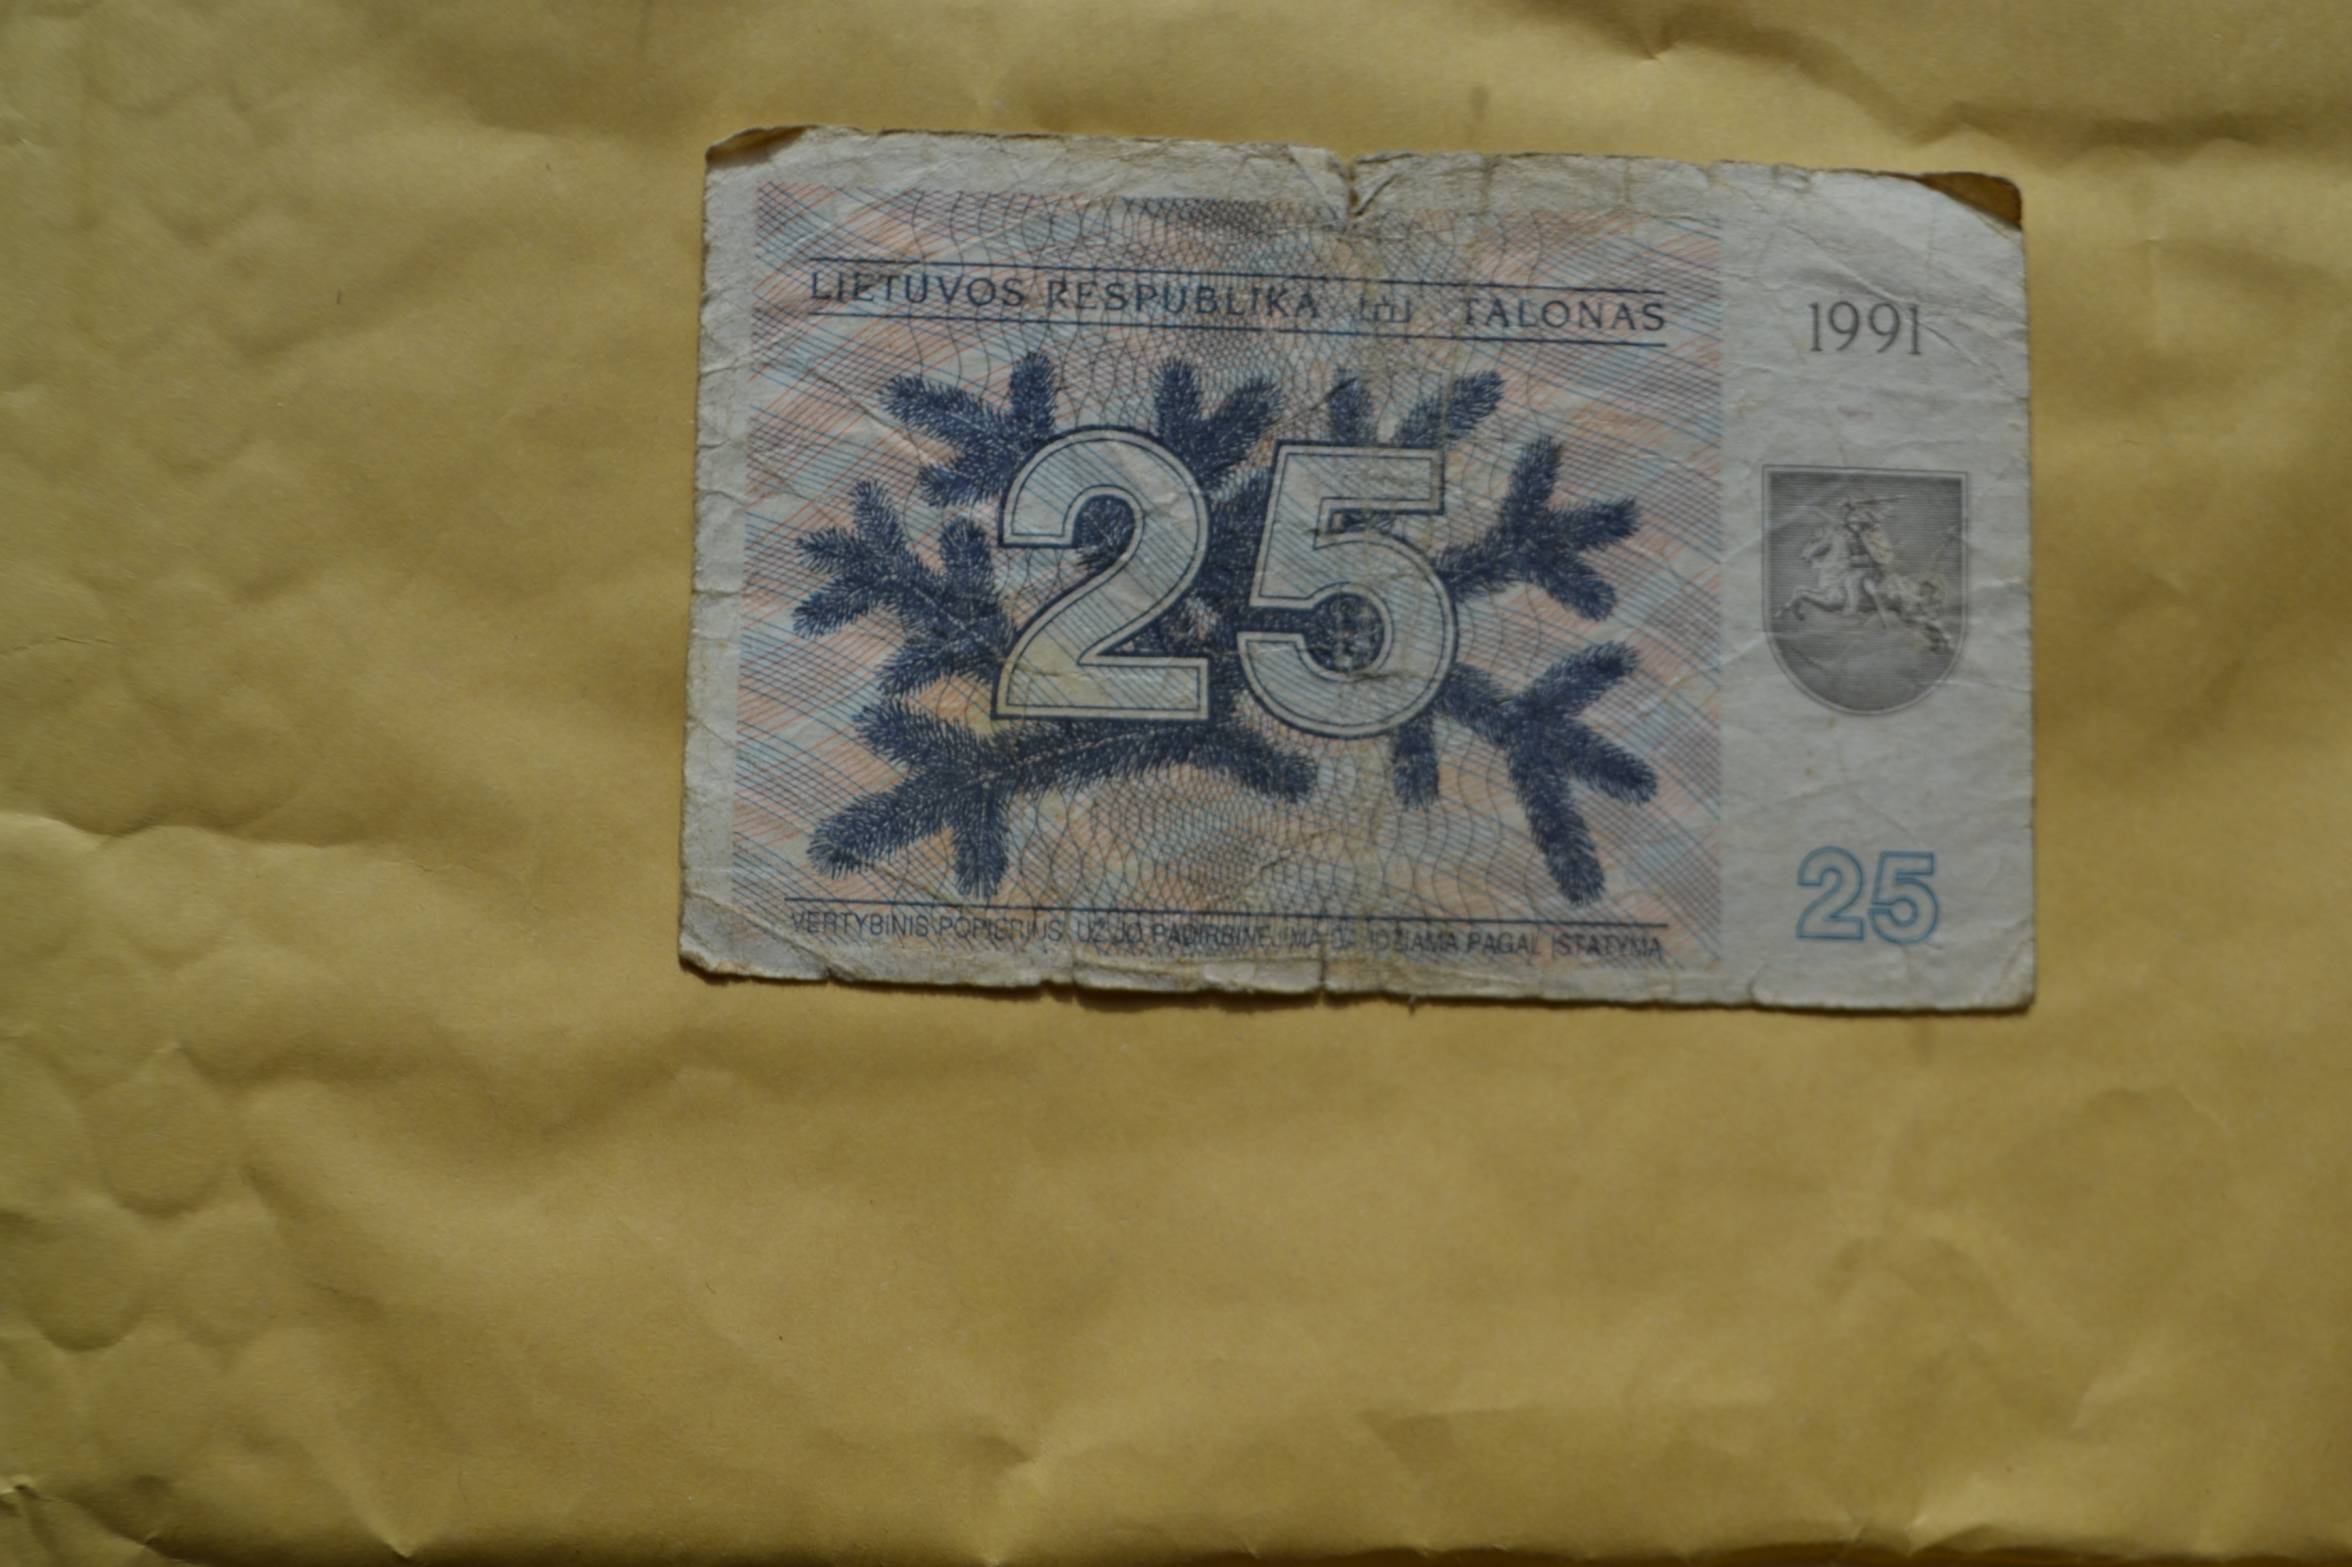 LIETUVOS RESPUBLIKA TALONAS
1991
25
25
VERTYBINIS POPIERIUS UŽ JO PADIRBINĖJIMĄ BAUDŽIAMA PAGAL ĮSTATYMĄ